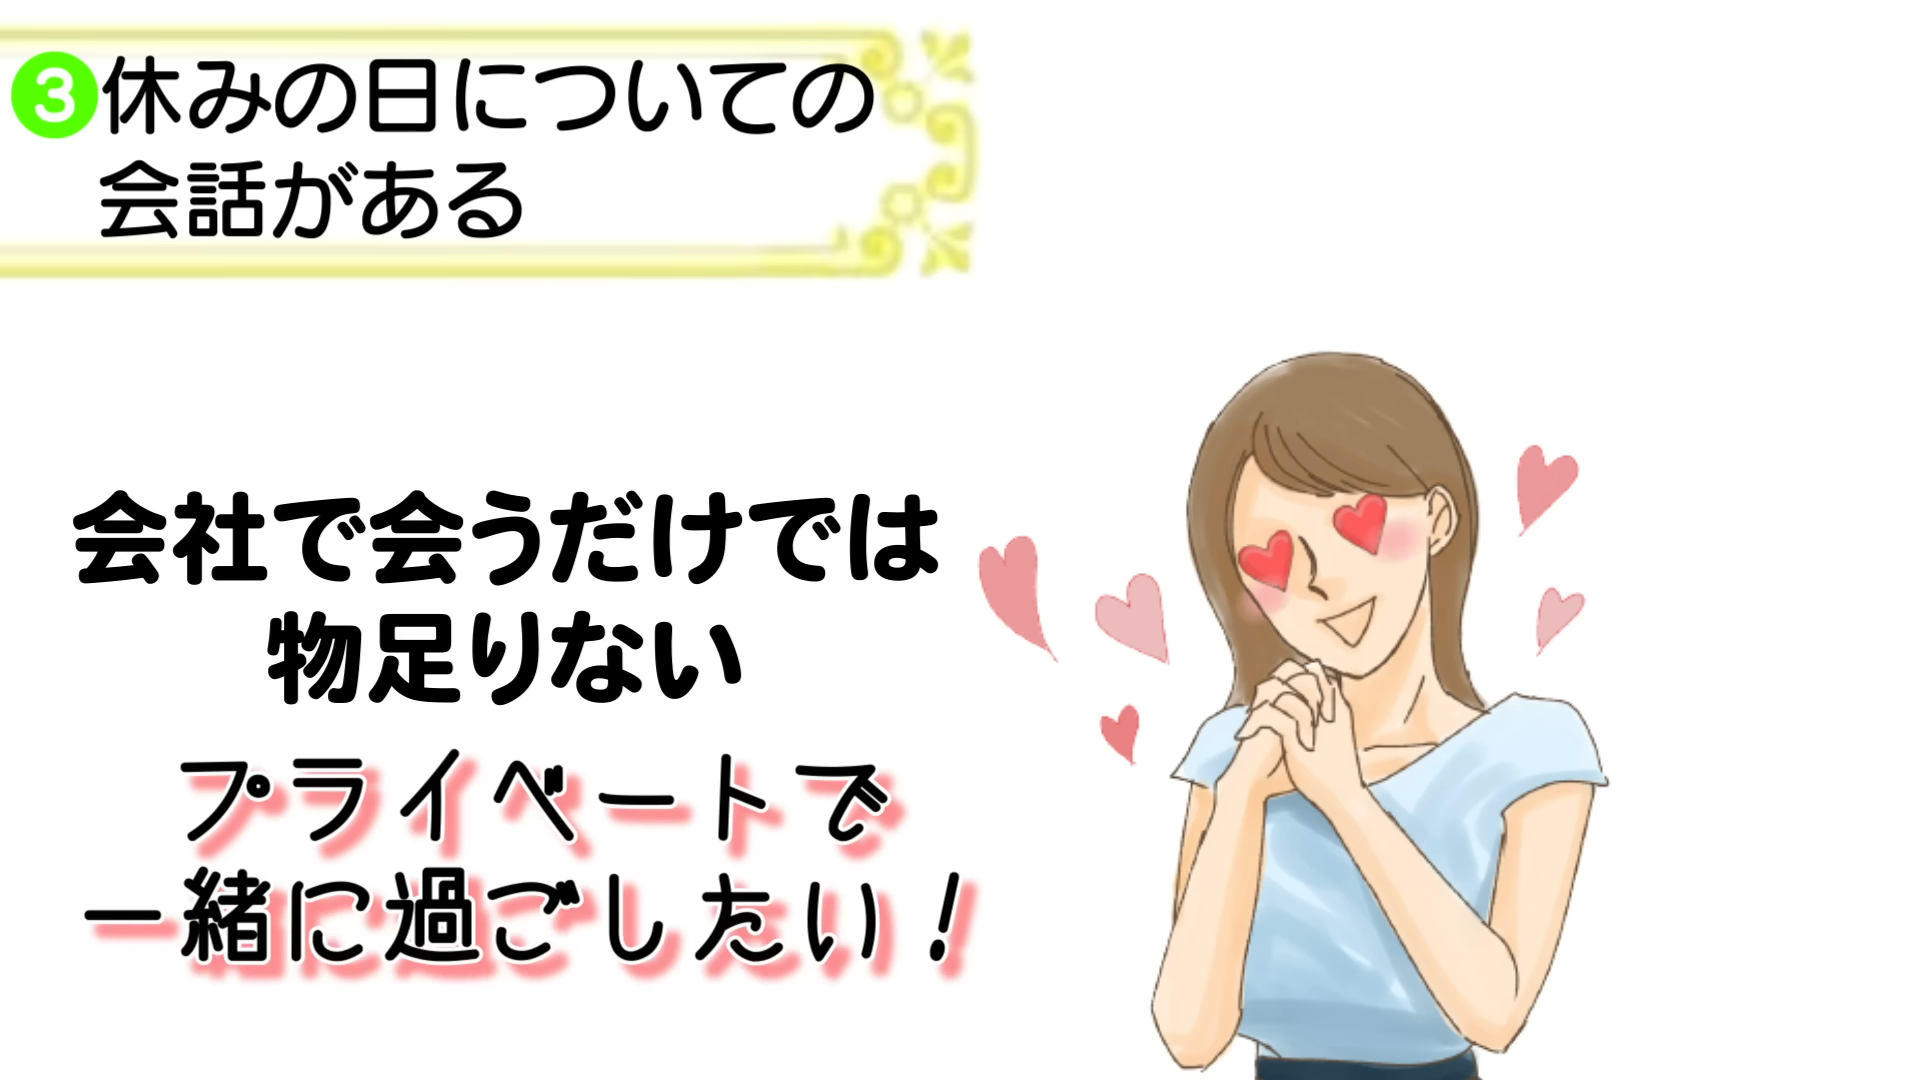 ❸休みの日についての
会話がある
会社で会うだけでは
物足りない
プライベートで
一緒に過ごしたい！